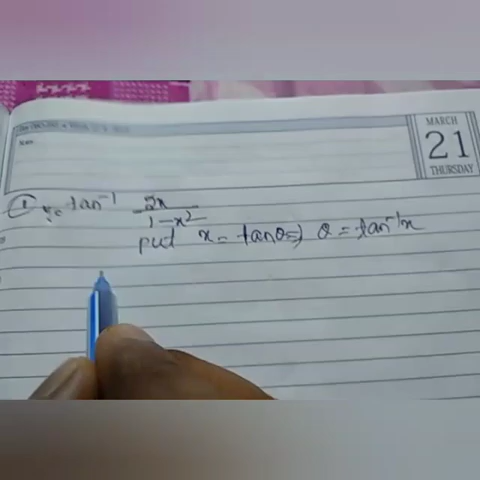 MARCH
21
THURSDAY
① y= tan⁻¹ 2x / 1-x²
put x = tanθ ⇒ θ = tan⁻¹x